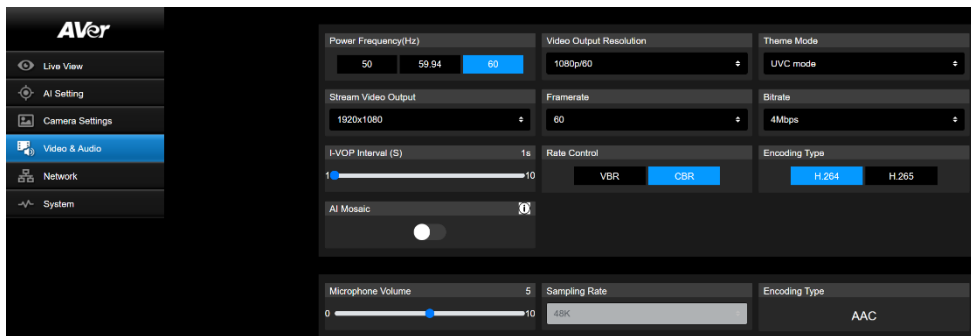 AVer
Live View
AI Setting
Camera Settings
Video & Audio
Network
System
Power Frequency(Hz)
50 59.94 60
Video Output Resolution
1080p/60
Theme Mode
UVC mode
Stream Video Output
1920x1080
Framerate
60
Bitrate
4Mbps
I-VOP Interval (S) 1s
1 10
Rate Control
VBR CBR
Encoding Type
H.264 H.265
AI Mosaic
Microphone Volume 5
0 10
Sampling Rate
48K
Encoding Type
AAC